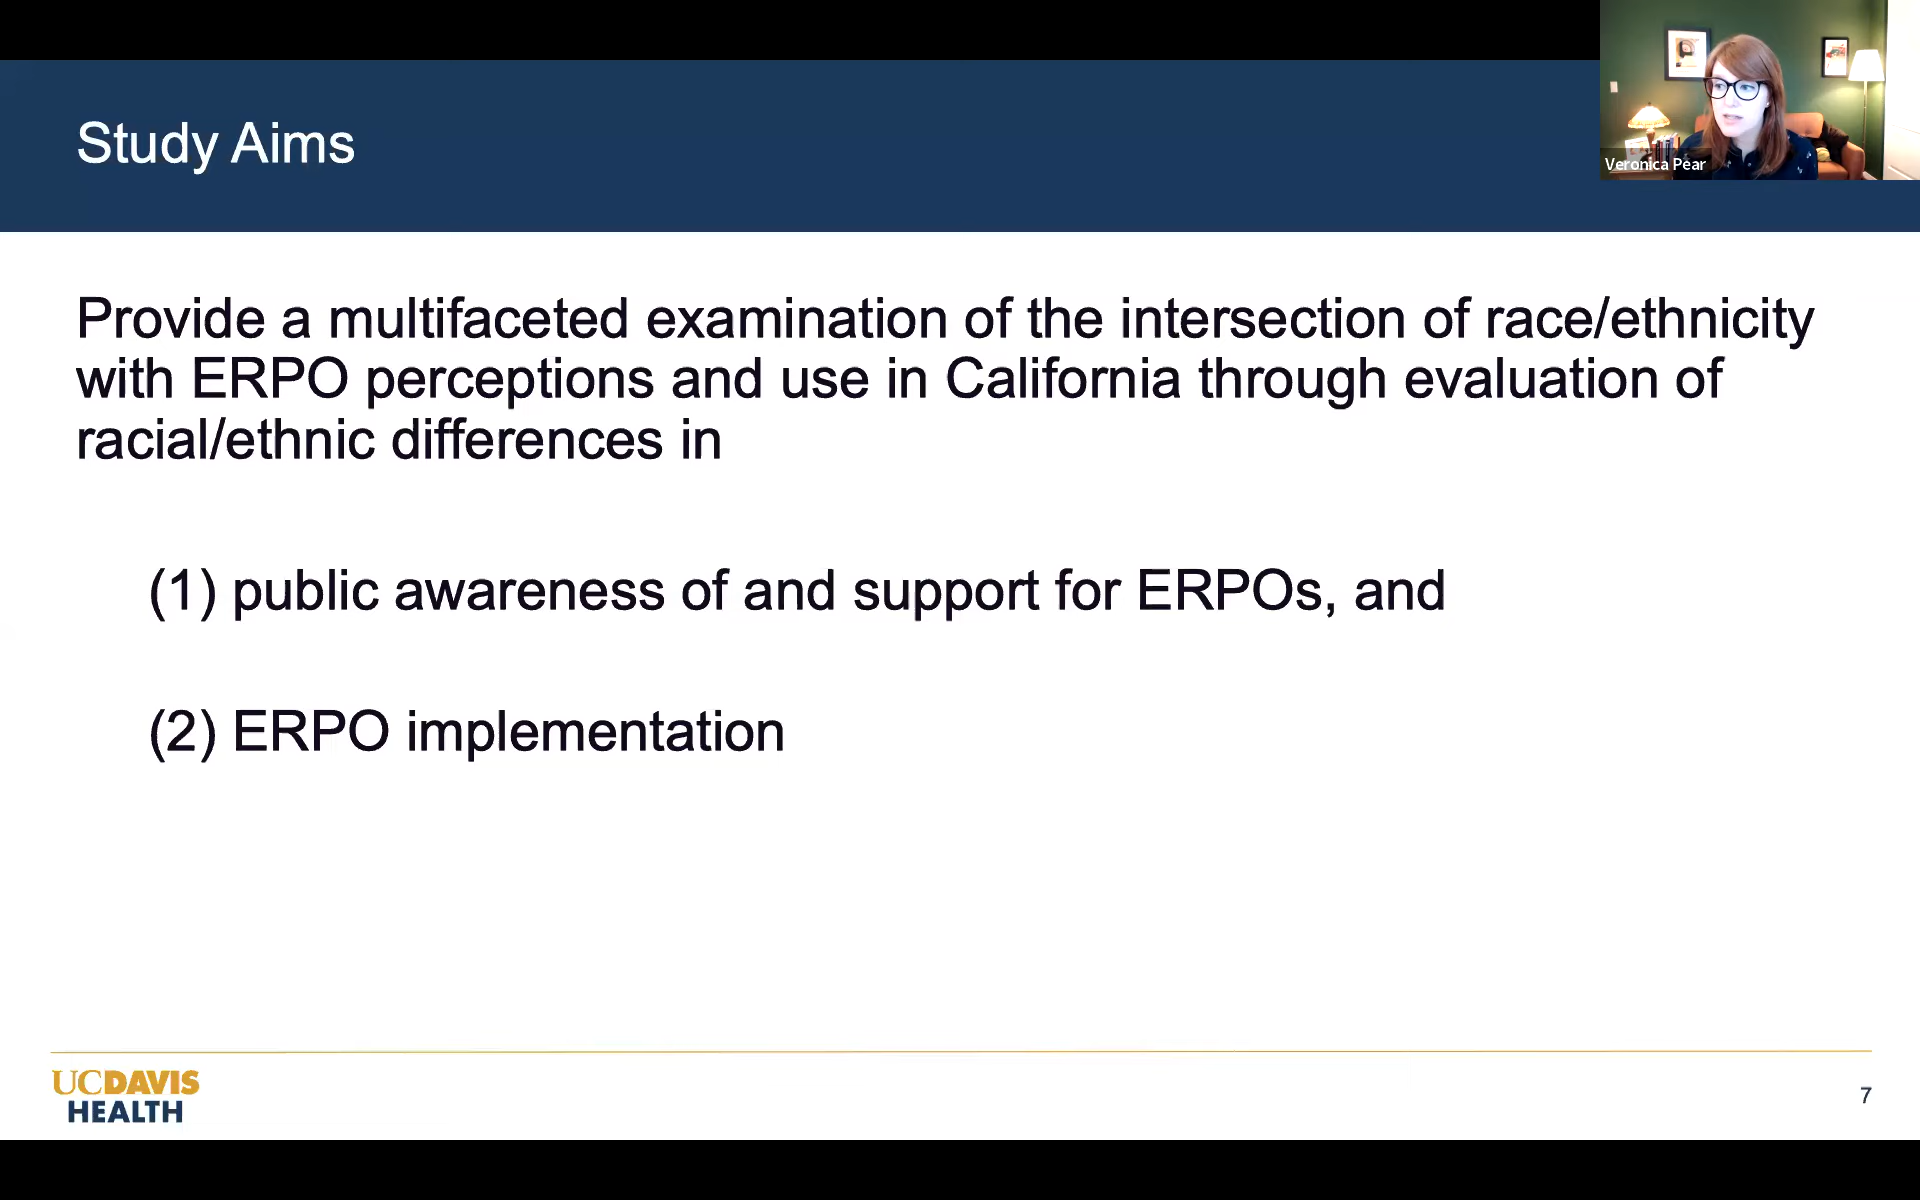 Study Aims
Veronica Pear
Provide a multifaceted examination of the intersection of race/ethnicity
with ERPO perceptions and use in California through evaluation of
racial/ethnic differences in
(1) public awareness of and support for ERPOs, and
(2) ERPO implementation
UCDAVIS
HEALTH
7